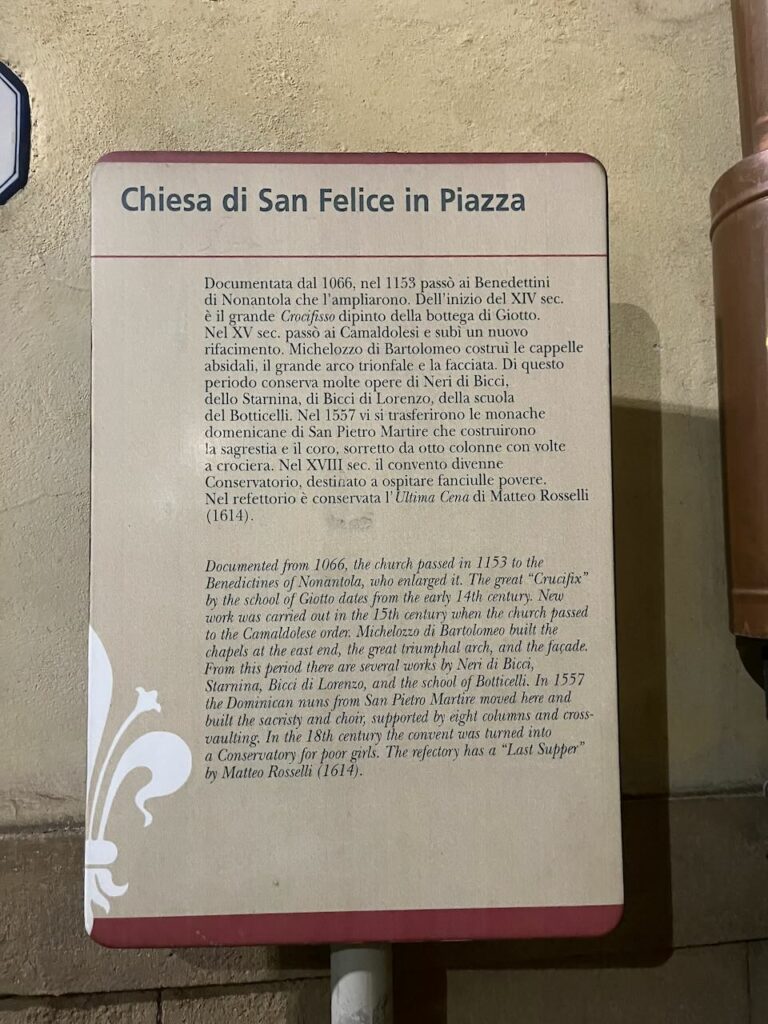 Chiesa di San Felice in Piazza
Documentata dal 1066, nel 1153 passò ai Benedettini
di Nonantola che l'ampliarono. Dell'inizio del XIV sec.
è il grande Crocifisso dipinto della bottega di Giotto.
Nel XV sec. passò ai Camaldolesi e subì un nuovo
rifacimento. Michelozzo di Bartolomeo costruì le cappelle
absidali, il grande arco trionfale e la facciata. Di questo
periodo conserva molte opere di Neri di Bicci,
dello Starnina, di Bicci di Lorenzo, della scuola
del Botticelli. Nel 1557 vi si trasferirono le monache
domenicane di San Pietro Martire che costruirono
la sagrestia e il coro, sorretto da otto colonne con volte
a crociera. Nel XVIII sec. il convento divenne
Conservatorio, destinato a ospitare fanciulle povere.
Nel refettorio è conservata l'Ultima Cena di Matteo Rosselli
(1614).
Documented from 1066, the church passed in 1153 to the
Benedictines of Nonantola, who enlarged it. The great "Crucifix"
by the school of Giotto dates from the early 14th century. New
work was carried out in the 15th century when the church passed
to the Camaldolese order. Michelozzo di Bartolomeo built the
chapels at the east end, the great triumphal arch, and the façade.
From this period there are several works by Neri di Bicci,
Starnina, Bicci di Lorenzo, and the school of Botticelli. In 1557
the Dominican nuns from San Pietro Martire moved here and
built the sacristy and choir, supported by eight columns and cross-
vaulting. In the 18th century the convent was turned into
a Conservatory for poor girls. The refectory has a "Last Supper"
by Matteo Rosselli (1614).